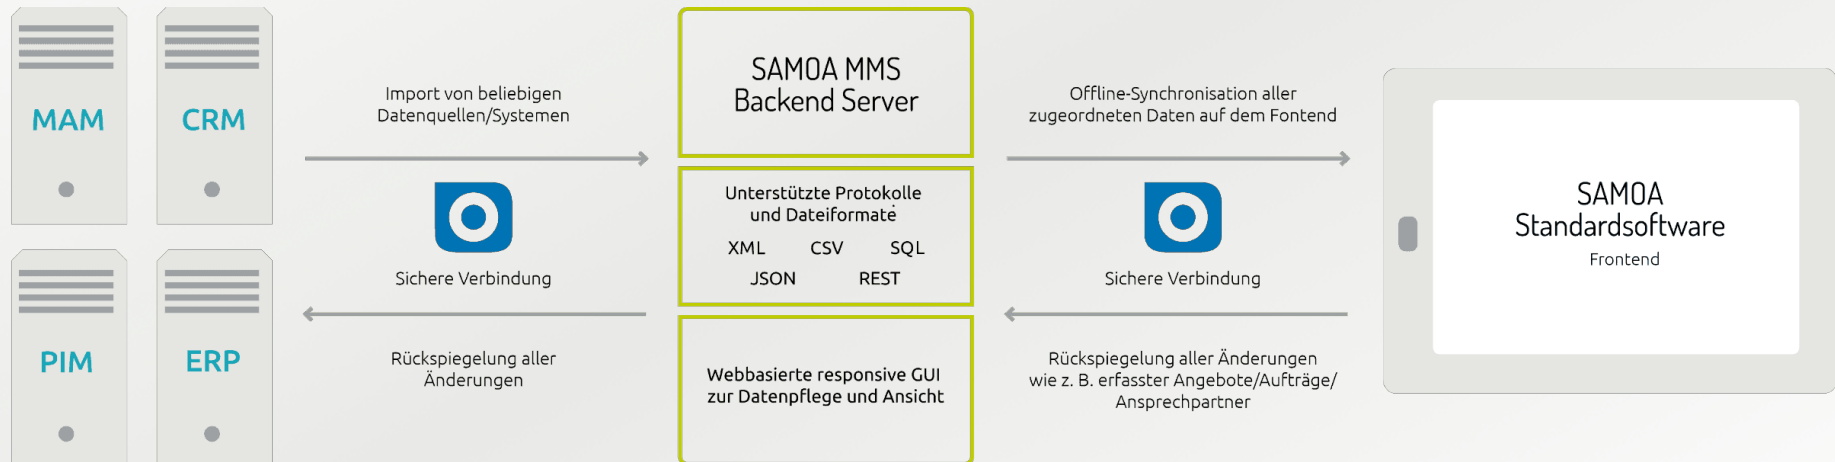 MAM
CRM
PIM
ERP
Import von beliebigen
Datenquellen/Systemen
Sichere Verbindung
Rückspiegelung aller
Änderungen
SAMOA MMS
Backend Server
Unterstützte Protokolle
und Dateiformate
XML CSV SQL
JSON REST
Webbasierte responsive GUI
zur Datenpflege und Ansicht
Offline-Synchronisation aller
zugeordneten Daten auf dem Fontend
Sichere Verbindung
Rückspiegelung aller Änderungen
wie z. B. erfasster Angebote/Aufträge/
Ansprechpartner
SAMOA
Standardsoftware
Frontend